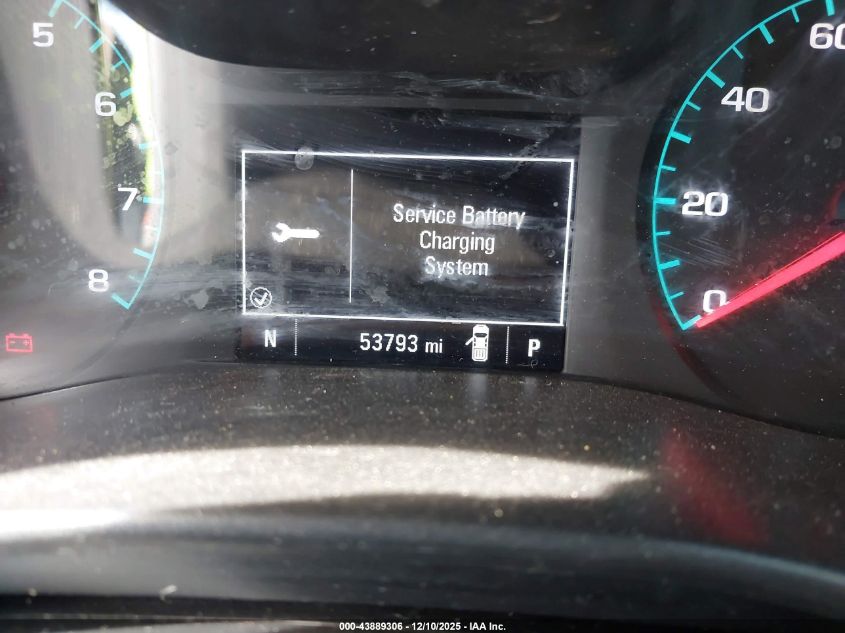 5
6
7
8
60
40
20
0
Service Battery
Charging
System
N
53793 mi
P
000-43889306 - 12/10/2025 - IAA Inc.